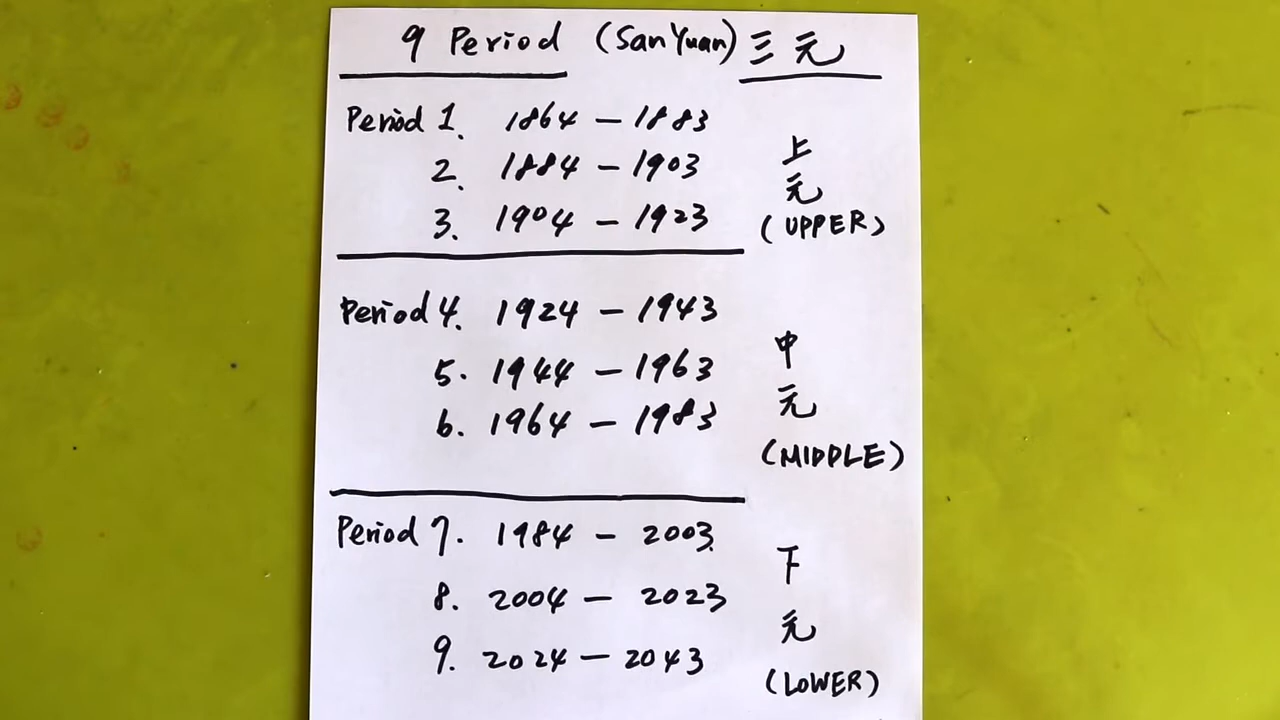 9 Period (San Yuan) 三元
Period 1. 1864 – 1883
2. 1884 – 1903
3. 1904 – 1923
上
元
(UPPER)
Period 4. 1924 – 1943
5. 1944 – 1963
6. 1964 – 1983
中
元
(MIDDLE)
Period 7. 1984 – 2003
8. 2004 – 2023
9. 2024 – 2043
下
元
(LOWER)